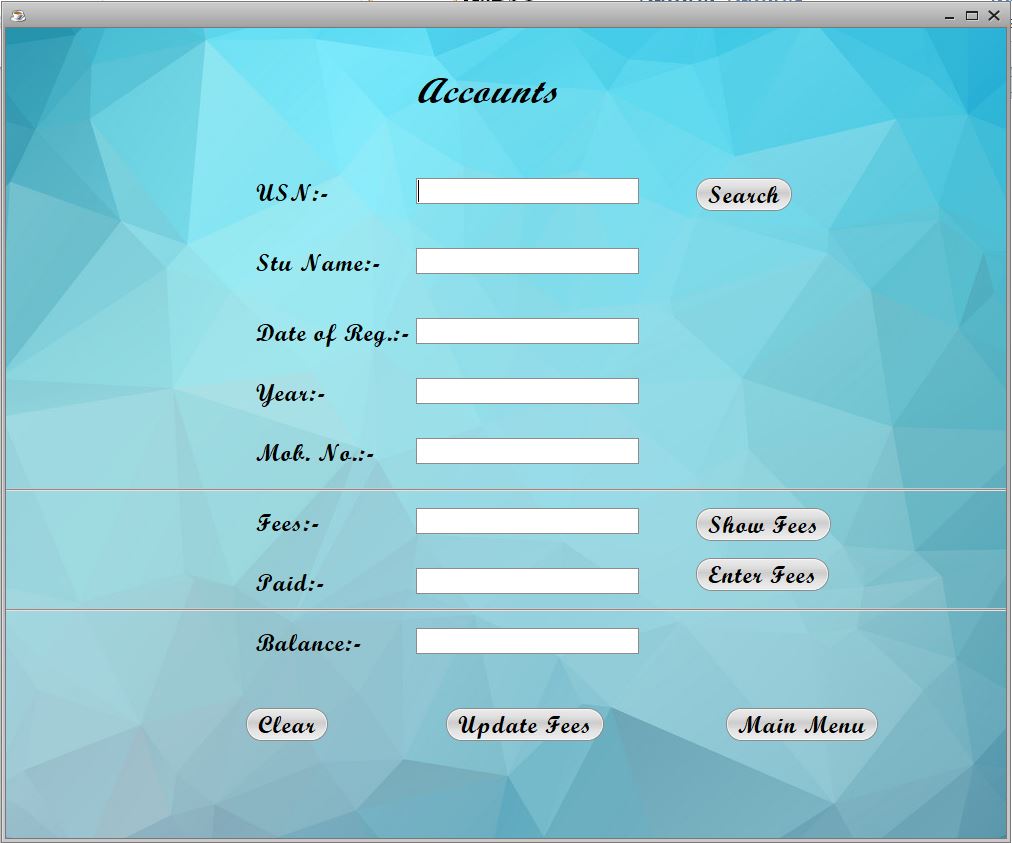 Accounts
USN:-
Search
Stu Name:-
Date of Reg.:-
Year:-
Mob. No.:-
Fees:-
Show Fees
Paid:-
Enter Fees
Balance:-
Clear
Update Fees
Main Menu